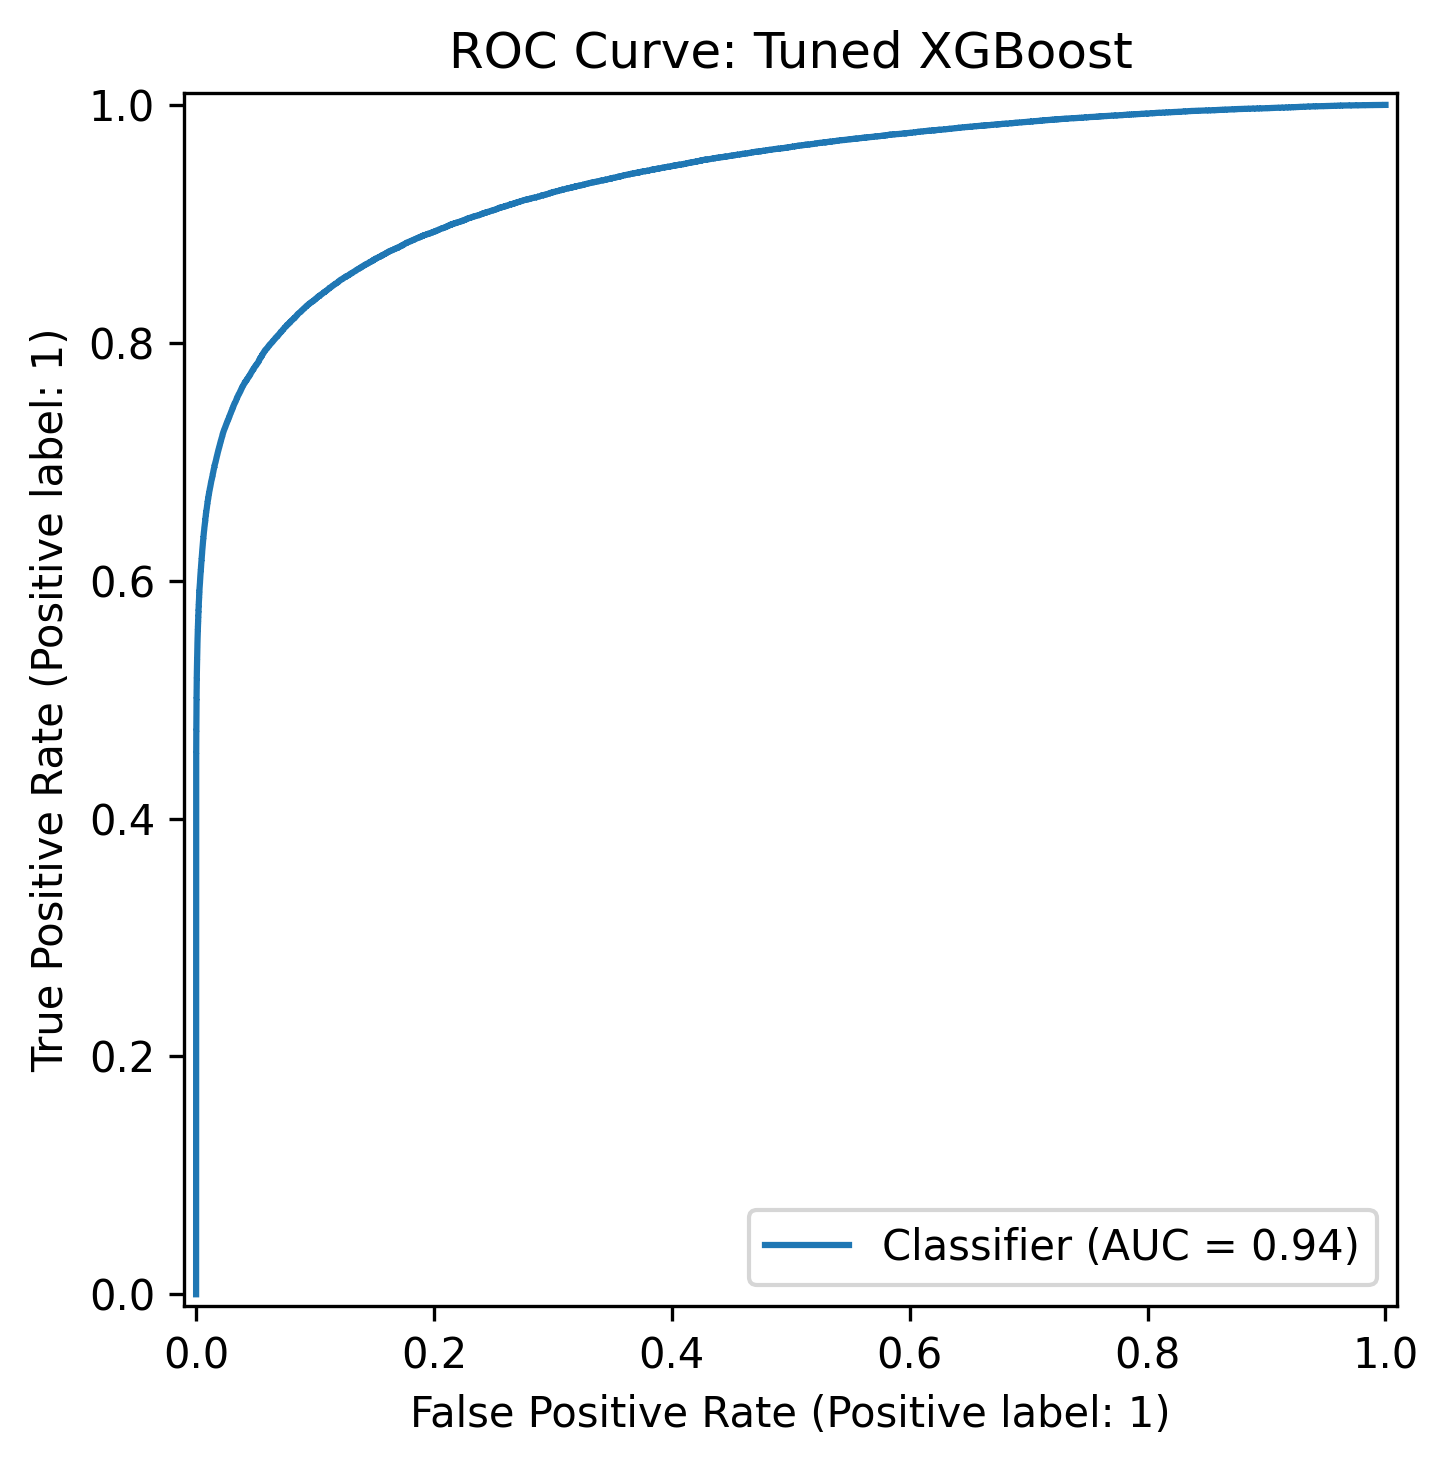 ROC Curve: Tuned XGBoost
1.0
0.8
0.6
0.4
0.2
0.0
True Positive Rate (Positive label: 1)
Classifier (AUC = 0.94)
0.0 0.2 0.4 0.6 0.8 1.0
False Positive Rate (Positive label: 1)